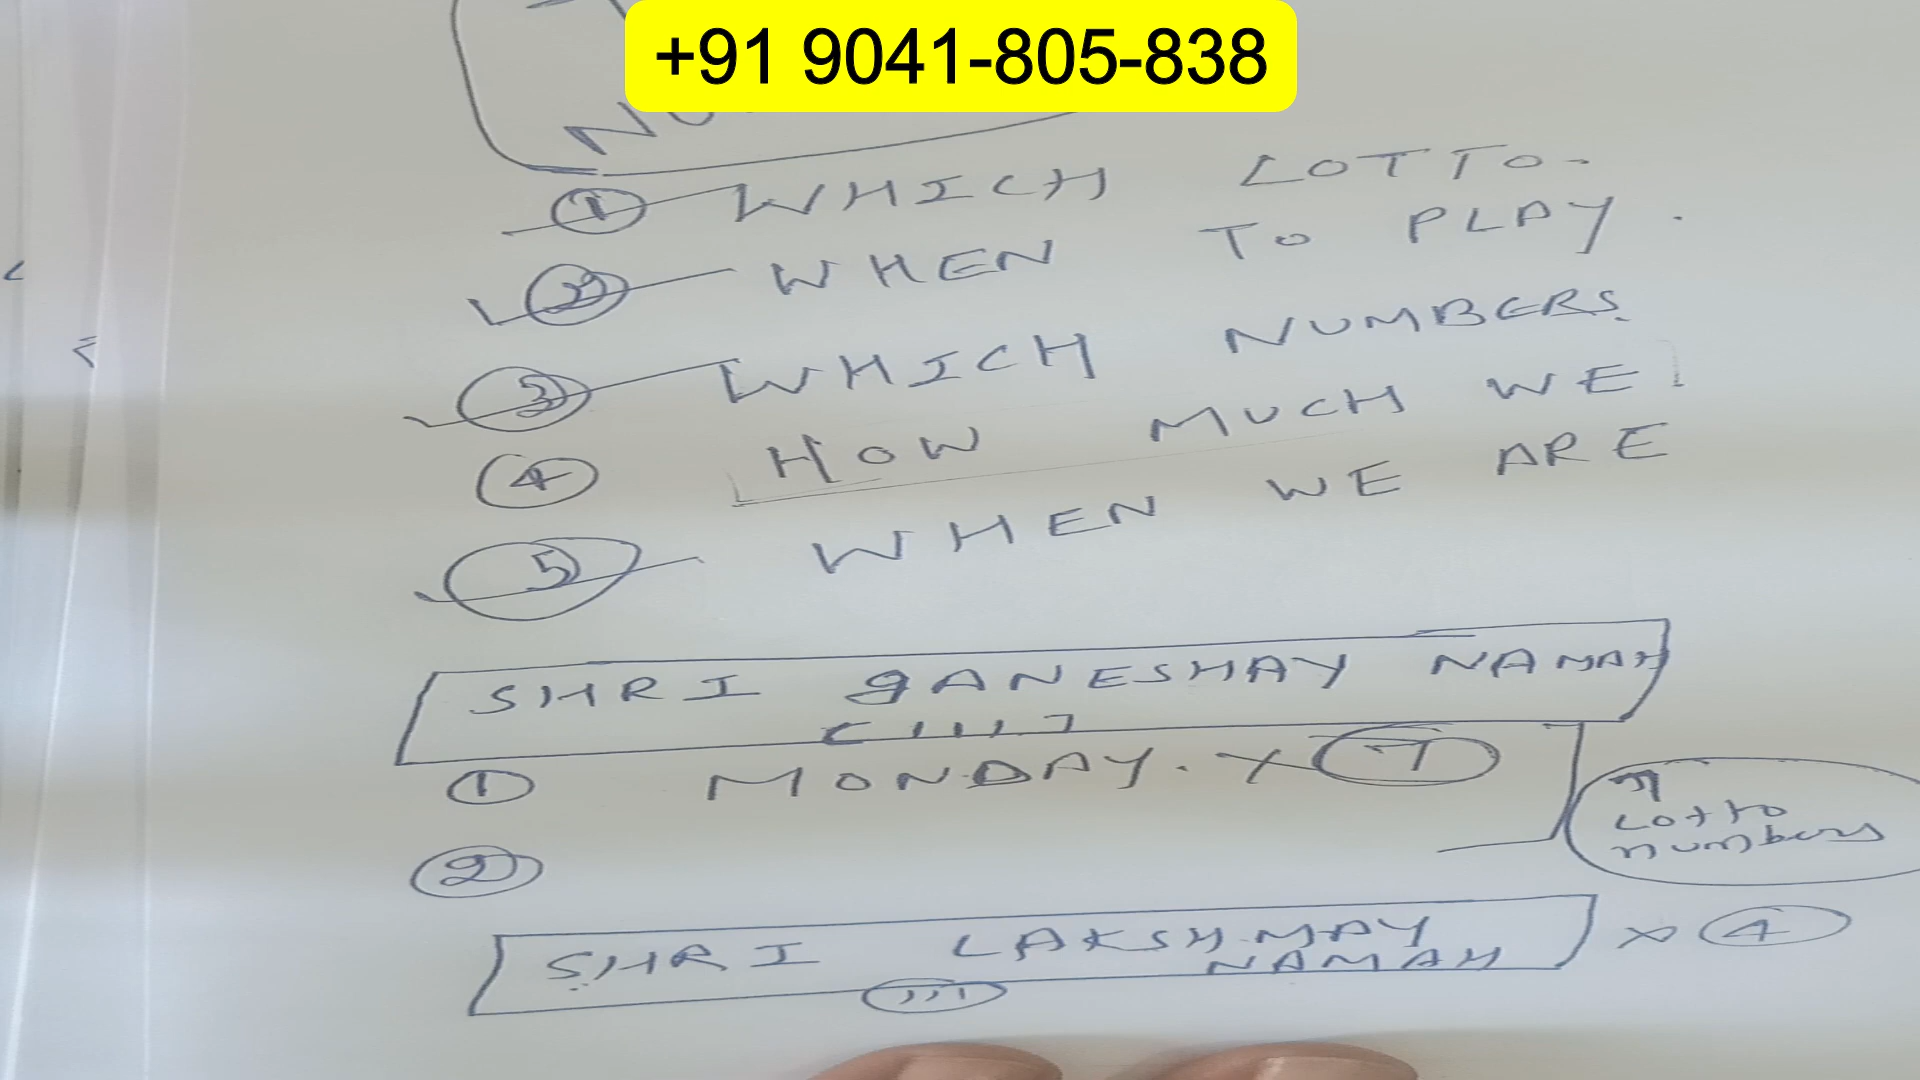 +91 9041-805-838
① WHICH LOTTO.
② WHEN TO PLAY.
③ WHICH NUMBERS.
④ HOW MUCH WE
⑤ WHEN WE ARE
SHRI GANESHAY NAMAH
① MONDAY. X 7
Lotto
numbers
②
SHRI LAKSHMAY
NAMAH X 4